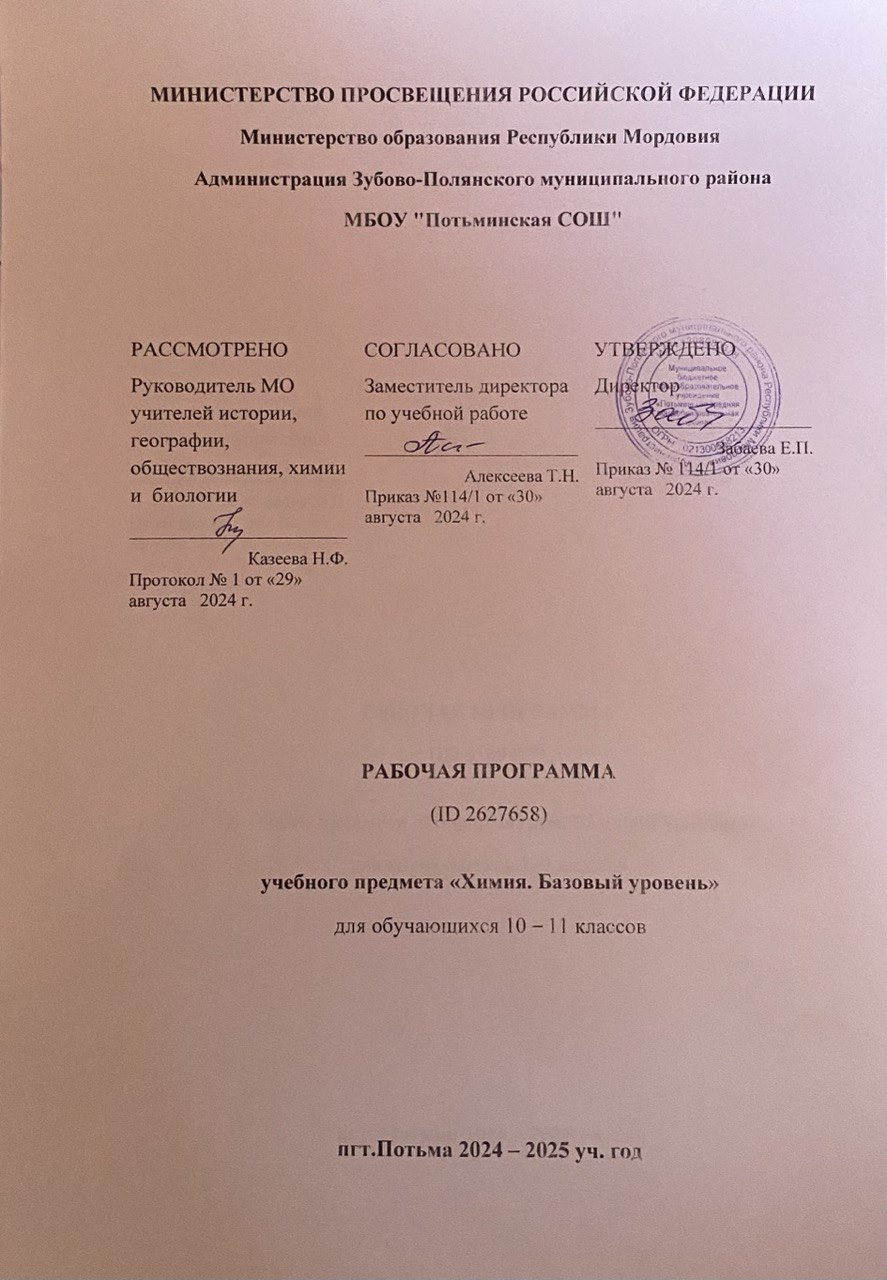 МИНИСТЕРСТВО ПРОСВЕЩЕНИЯ РОССИЙСКОЙ ФЕДЕРАЦИИ
Министерство образования Республики Мордовия
Администрация Зубово-Полянского муниципального района
МБОУ "Потьминская СОШ"
РАССМОТРЕНО
Руководитель МО
учителей истории,
географии,
обществознания, химии
и биологии
Казеева Н.Ф.
Протокол № 1 от «29»
августа 2024 г.
СОГЛАСОВАНО
Заместитель директора
по учебной работе
Алексеева Т.Н.
Приказ №114/1 от «30»
августа 2024 г.
УТВЕРЖДЕНО
Директор
Забаева Е.П.
Приказ № 114/1 от «30»
августа 2024 г.
Муниципальное
бюджетное
учреждение
РАБОЧАЯ ПРОГРАММА
(ID 2627658)
учебного предмета «Химия. Базовый уровень»
для обучающихся 10 – 11 классов
пгт.Потьма 2024 – 2025 уч. год